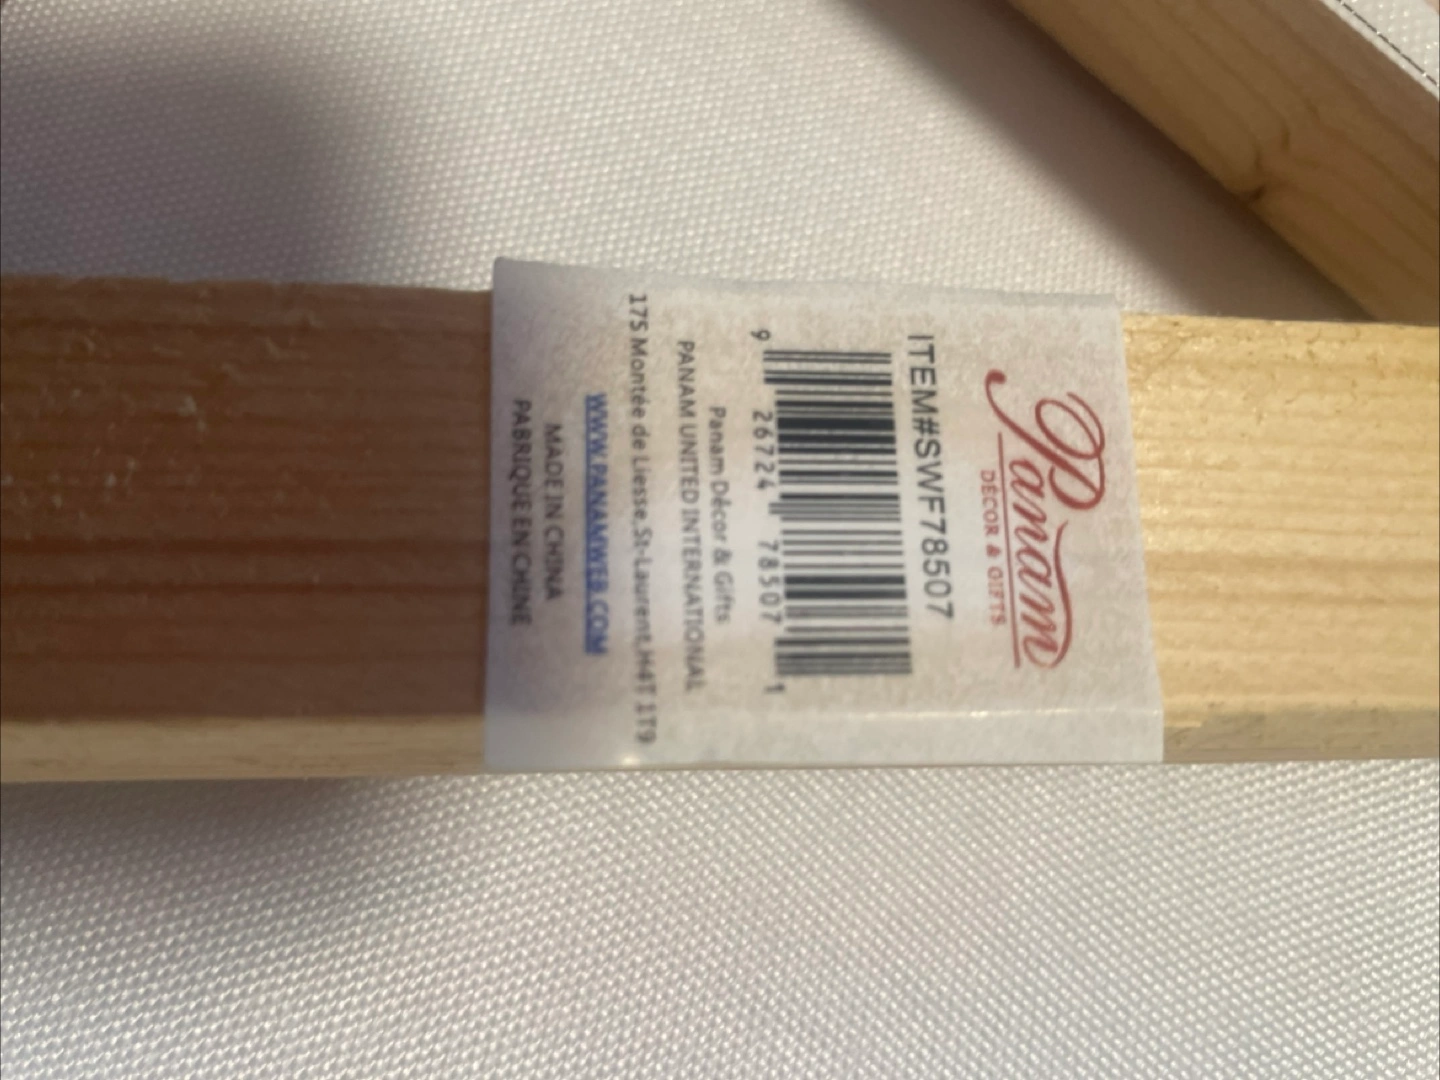 Panam
DÉCOR & GIFTS
ITEM#SWF78507
9 26724 78507 1
Panam Décor & Gifts
PANAM UNITED INTERNATIONAL
175 Montée de Liesse,St-Laurent,H4T 1T9
WWW.PANAMWEB.COM
MADE IN CHINA
FABRIQUE EN CHINE